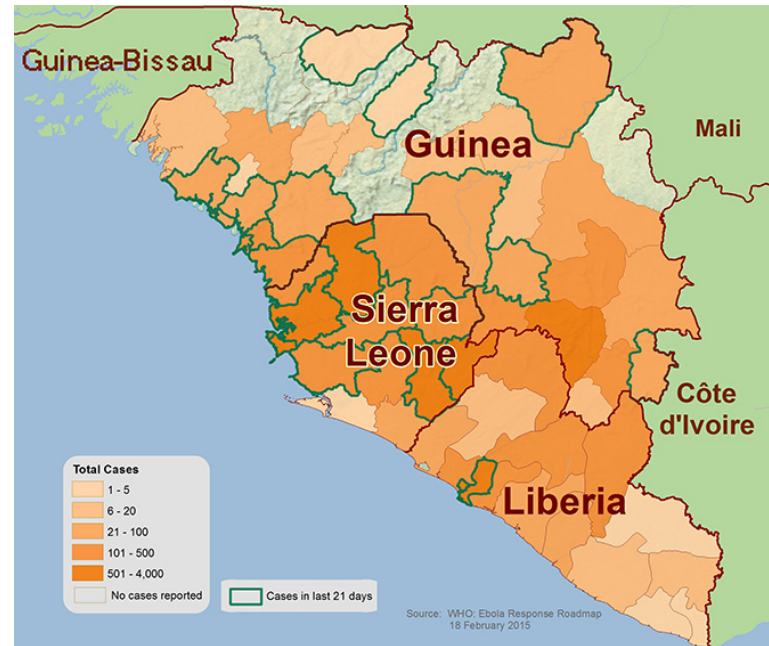 Guinea-Bissau
Mali
Guinea
Sierra
Leone
Côte
d'Ivoire
Liberia
Total Cases
1 - 5
6 - 20
21 - 100
101 - 500
501 - 4,000
No cases reported
Cases in last 21 days
Source: WHO: Ebola Response Roadmap
18 February 2015